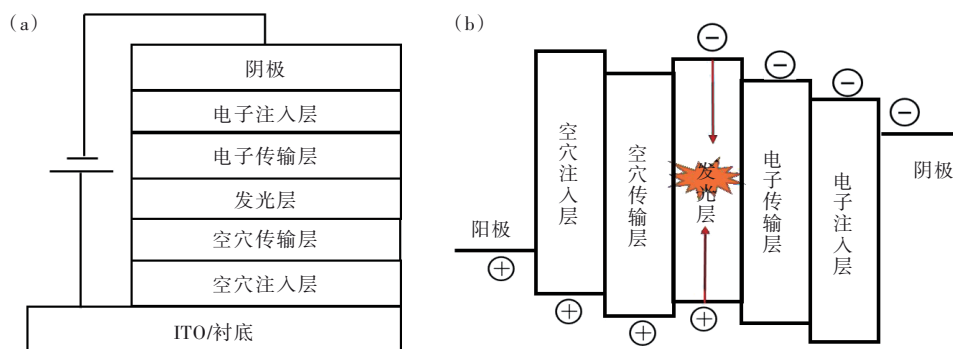 (a)
阴极
电子注入层
电子传输层
发光层
空穴传输层
空穴注入层
ITO/衬底
(b)
阳极
空穴注入层
空穴传输层
发光层
电子传输层
电子注入层
阴极